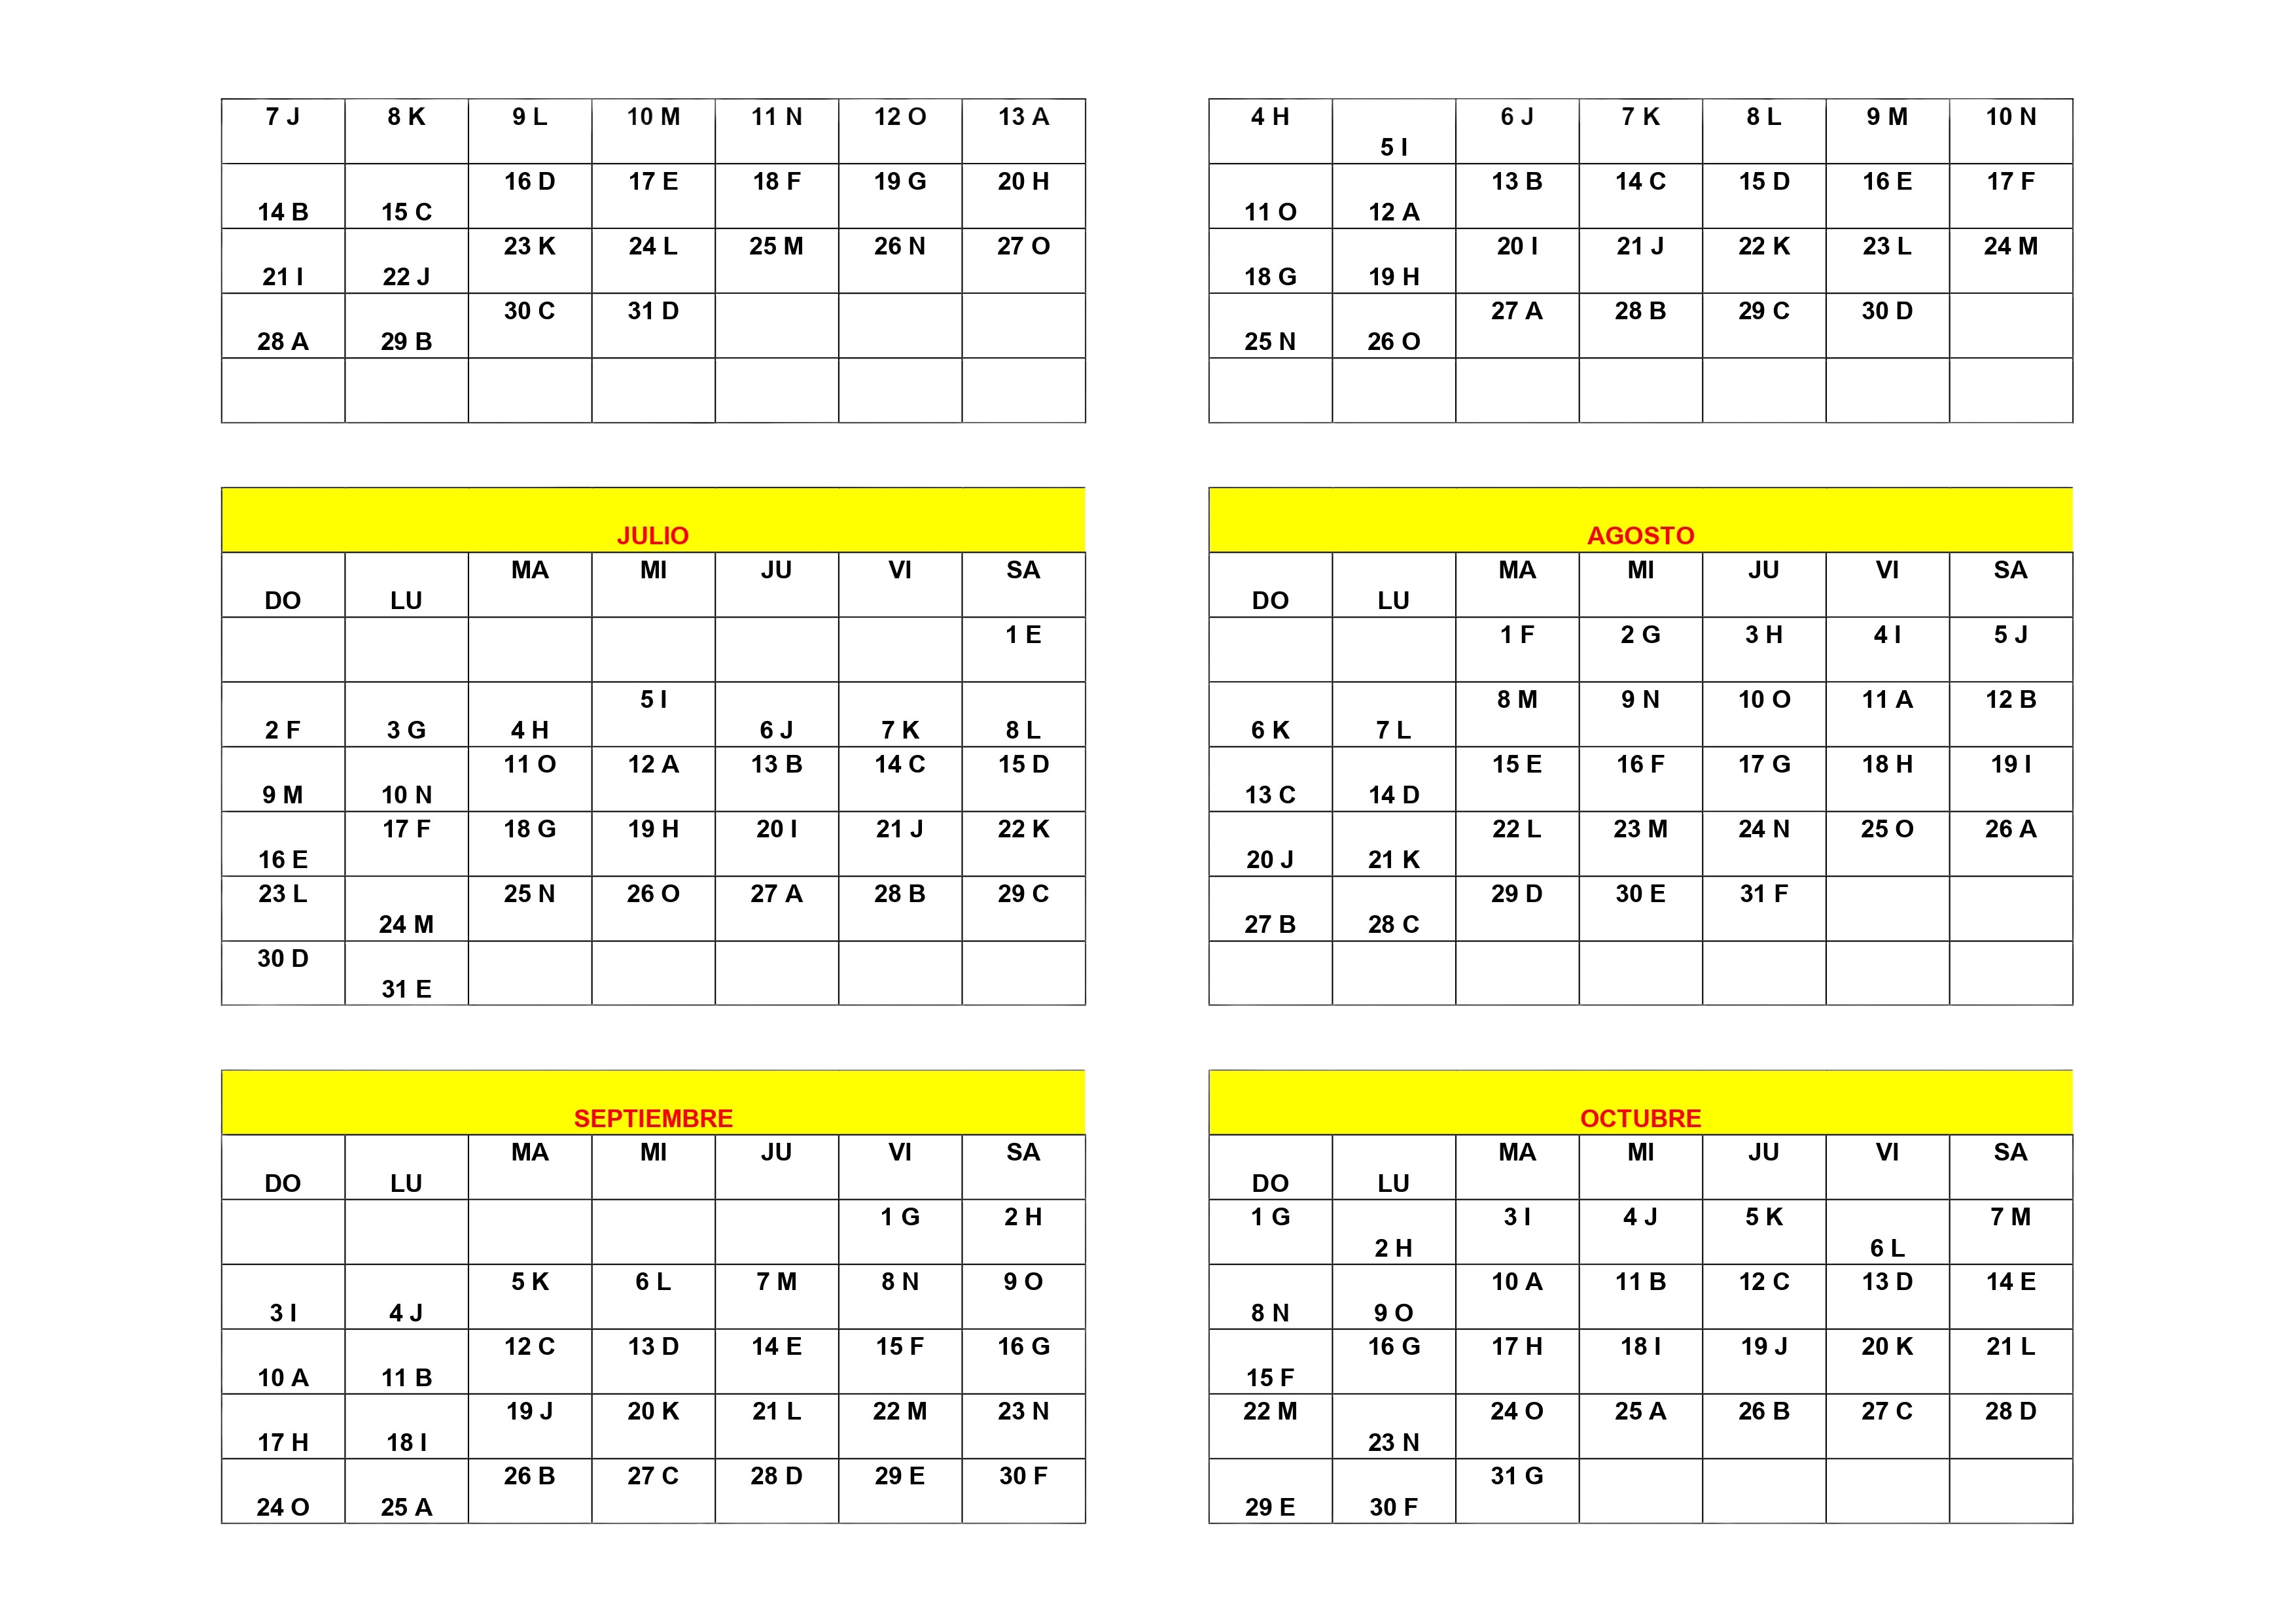 7 J 8 K 9 L 10 M 11 N 12 O 13 A
14 B 15 C 16 D 17 E 18 F 19 G 20 H
21 I 22 J 23 K 24 L 25 M 26 N 27 O
28 A 29 B 30 C 31 D
4 H 5 I 6 J 7 K 8 L 9 M 10 N
11 O 12 A 13 B 14 C 15 D 16 E 17 F
18 G 19 H 20 I 21 J 22 K 23 L 24 M
25 N 26 O 27 A 28 B 29 C 30 D
JULIO
DO LU MA MI JU VI SA
1 E
2 F 3 G 4 H 5 I 6 J 7 K 8 L
9 M 10 N 11 O 12 A 13 B 14 C 15 D
16 E 17 F 18 G 19 H 20 I 21 J 22 K
23 L 24 M 25 N 26 O 27 A 28 B 29 C
30 D 31 E
AGOSTO
DO LU MA MI JU VI SA
1 F 2 G 3 H 4 I 5 J
6 K 7 L 8 M 9 N 10 O 11 A 12 B
13 C 14 D 15 E 16 F 17 G 18 H 19 I
20 J 21 K 22 L 23 M 24 N 25 O 26 A
27 B 28 C 29 D 30 E 31 F
SEPTIEMBRE
DO LU MA MI JU VI SA
1 G 2 H
3 I 4 J 5 K 6 L 7 M 8 N 9 O
10 A 11 B 12 C 13 D 14 E 15 F 16 G
17 H 18 I 19 J 20 K 21 L 22 M 23 N
24 O 25 A 26 B 27 C 28 D 29 E 30 F
OCTUBRE
DO LU MA MI JU VI SA
1 G 2 H 3 I 4 J 5 K 6 L 7 M
8 N 9 O 10 A 11 B 12 C 13 D 14 E
15 F 16 G 17 H 18 I 19 J 20 K 21 L
22 M 23 N 24 O 25 A 26 B 27 C 28 D
29 E 30 F 31 G